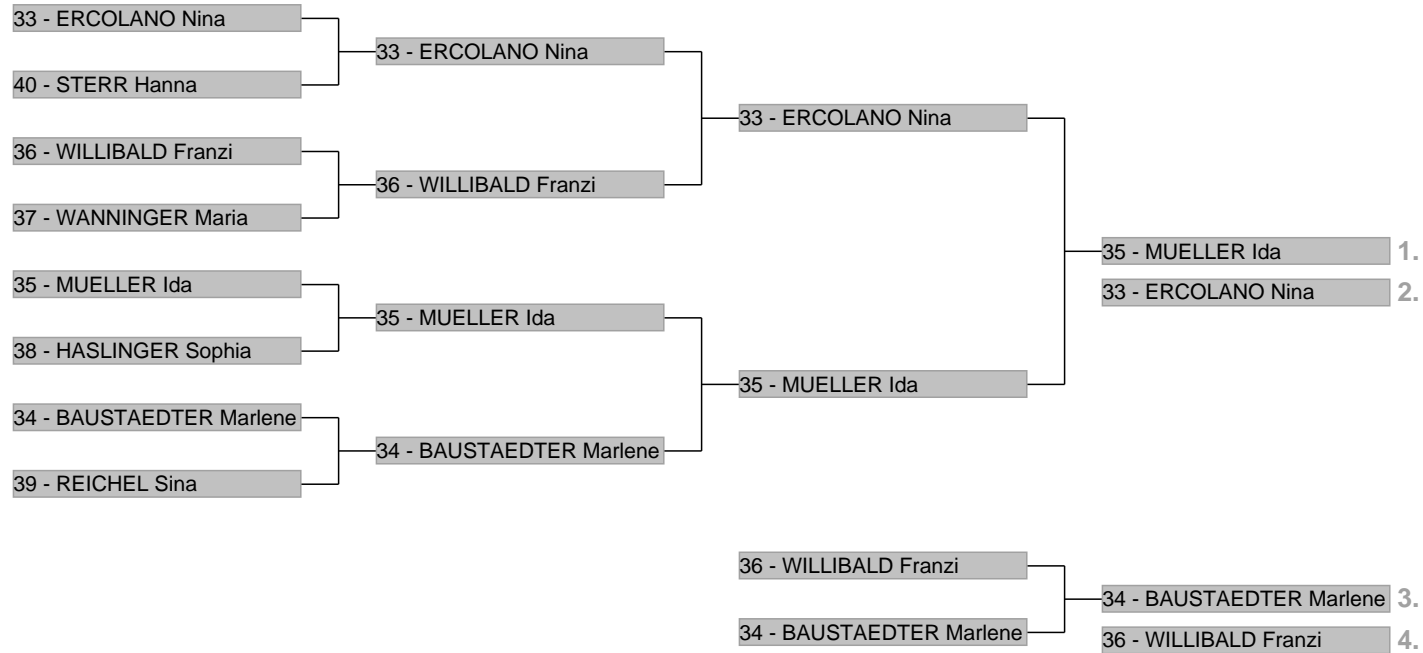 33 - ERCOLANO Nina
40 - STERR Hanna
36 - WILLIBALD Franzi
37 - WANNINGER Maria
35 - MUELLER Ida
38 - HASLINGER Sophia
34 - BAUSTAEDTER Marlene
39 - REICHEL Sina
33 - ERCOLANO Nina
36 - WILLIBALD Franzi
35 - MUELLER Ida
34 - BAUSTAEDTER Marlene
33 - ERCOLANO Nina
35 - MUELLER Ida
35 - MUELLER Ida 1.
33 - ERCOLANO Nina 2.
36 - WILLIBALD Franzi
34 - BAUSTAEDTER Marlene
34 - BAUSTAEDTER Marlene 3.
36 - WILLIBALD Franzi 4.